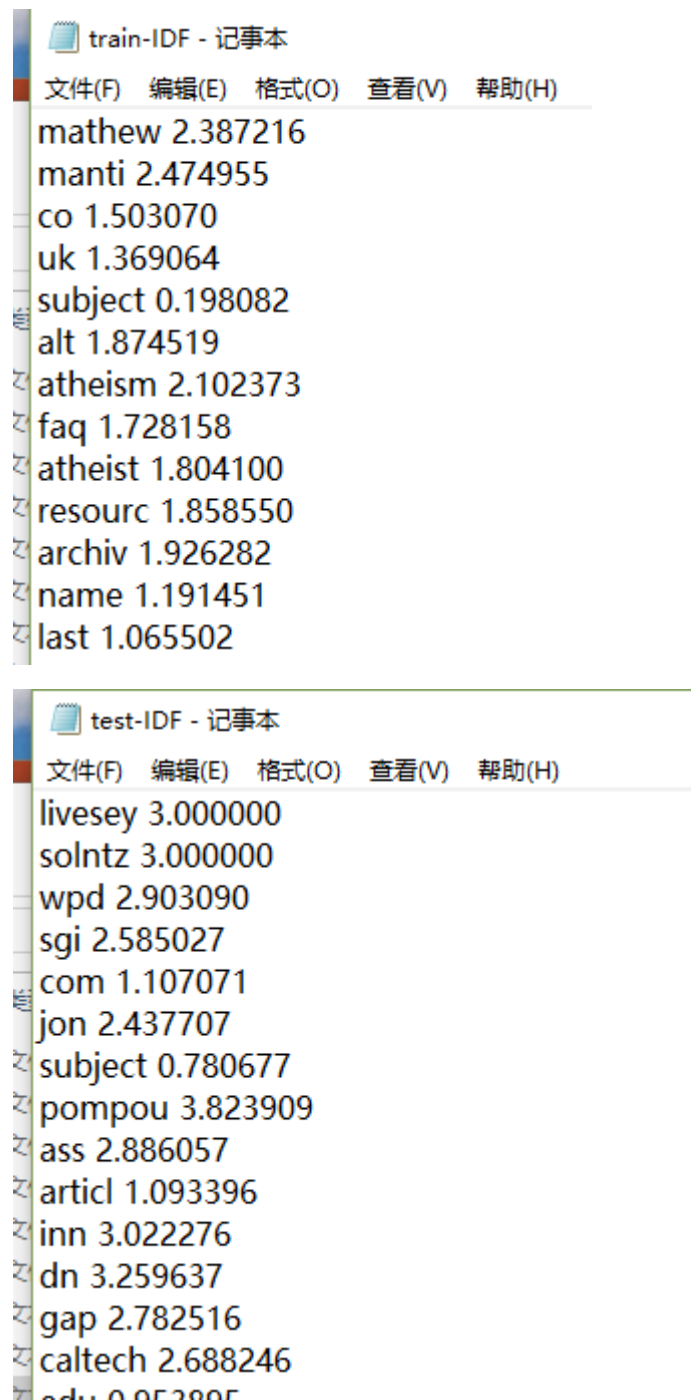 train-IDF - 记事本
文件(F) 编辑(E) 格式(O) 查看(V) 帮助(H)
mathew 2.387216
manti 2.474955
co 1.503070
uk 1.369064
subject 0.198082
alt 1.874519
atheism 2.102373
faq 1.728158
atheist 1.804100
resourc 1.858550
archiv 1.926282
name 1.191451
last 1.065502
test-IDF - 记事本
文件(F) 编辑(E) 格式(O) 查看(V) 帮助(H)
livesey 3.000000
solntz 3.000000
wpd 2.903090
sgi 2.585027
com 1.107071
jon 2.437707
subject 0.780677
pompou 3.823909
ass 2.886057
articl 1.093396
inn 3.022276
dn 3.259637
gap 2.782516
caltech 2.688246
edu 0.953895